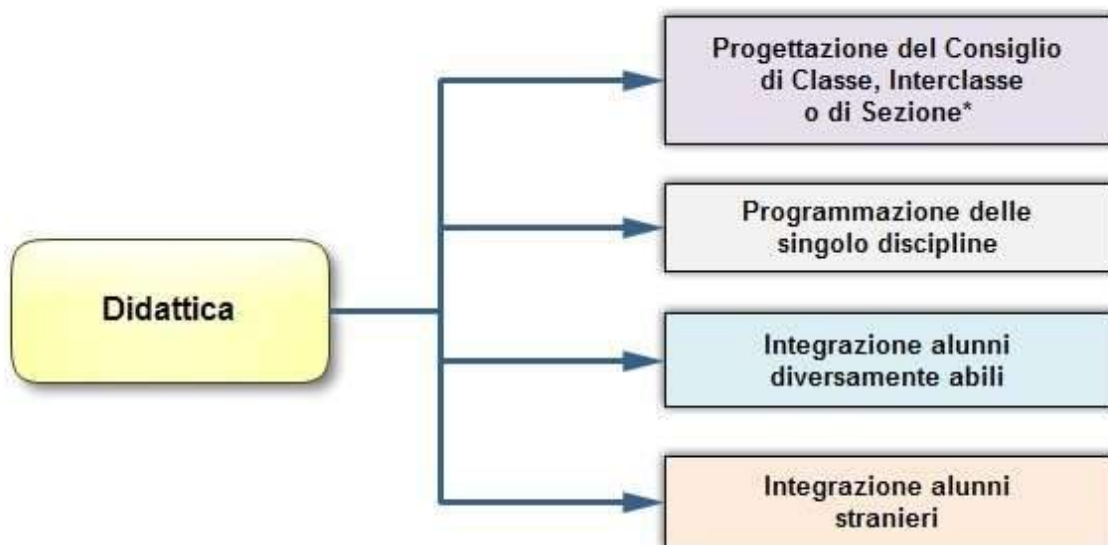 Progettazione del Consiglio
di Classe, Interclasse
o di Sezione*
Programmazione delle
singolo discipline
Didattica
Integrazione alunni
diversamente abili
Integrazione alunni
stranieri